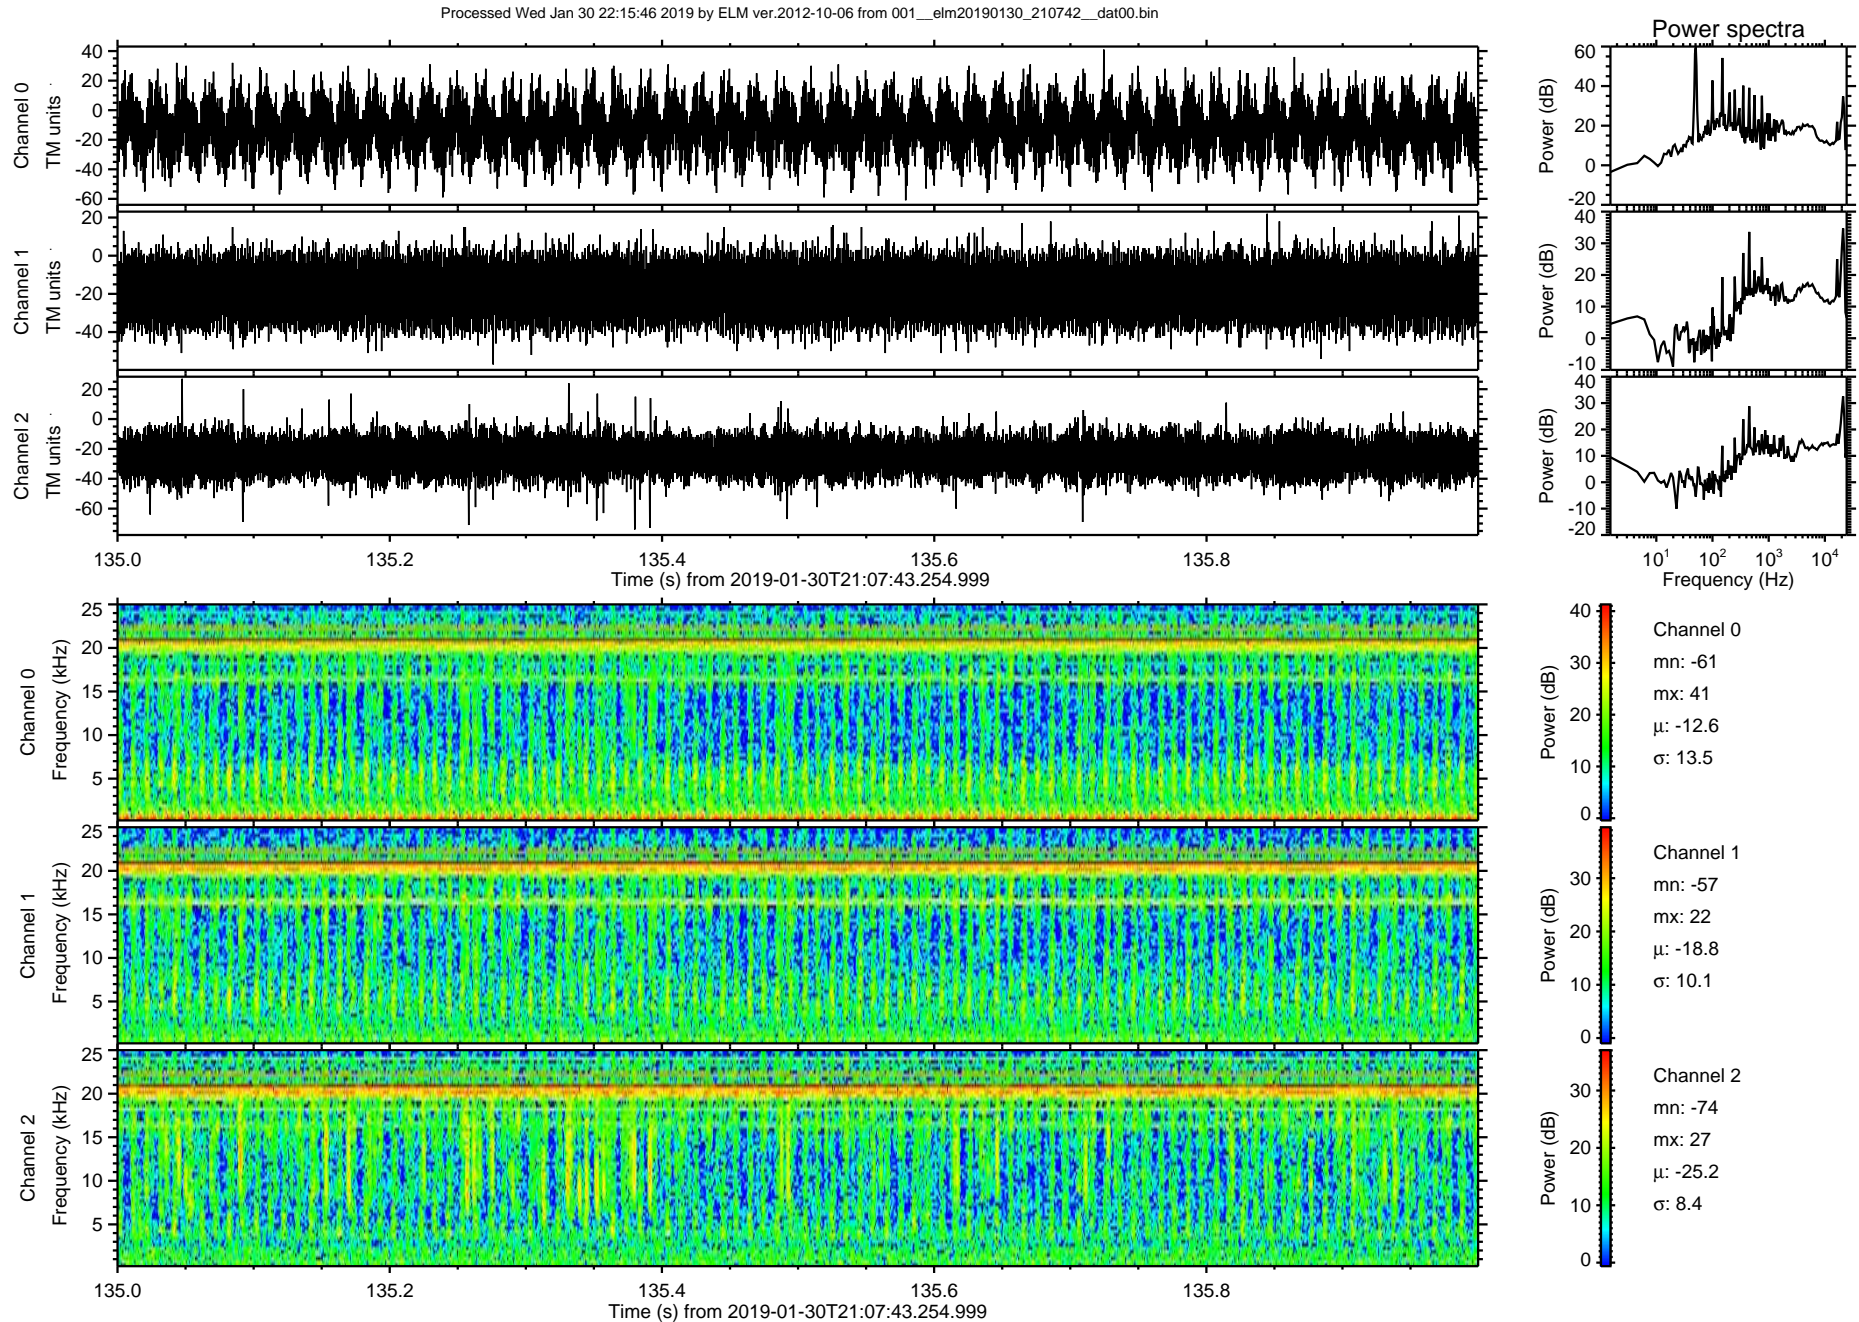 Processed Wed Jan 30 22:15:46 2019 by ELM ver.2012-10-06 from 001__elm20190130_210742__dat00.bin
Power spectra
Channel 0
TM units
40
20
0
-20
-40
-60
Power (dB)
60
40
20
0
-20
Channel 1
TM units
20
0
-20
-40
Power (dB)
40
30
20
10
0
-10
Channel 2
TM units
20
0
-20
-40
-60
Power (dB)
40
30
20
10
0
-10
-20
135.0 135.2 135.4 135.6 135.8
Time (s) from 2019-01-30T21:07:43.254.999
10¹ 10² 10³ 10⁴
Frequency (Hz)
Channel 0
Frequency (kHz)
25
20
15
10
5
Power (dB)
40
30
20
10
0
Channel 0
mn: -61
mx: 41
μ: -12.6
σ: 13.5
Channel 1
Frequency (kHz)
25
20
15
10
5
Power (dB)
30
20
10
0
Channel 1
mn: -57
mx: 22
μ: -18.8
σ: 10.1
Channel 2
Frequency (kHz)
25
20
15
10
5
Power (dB)
30
20
10
0
Channel 2
mn: -74
mx: 27
μ: -25.2
σ: 8.4
135.0 135.2 135.4 135.6 135.8
Time (s) from 2019-01-30T21:07:43.254.999